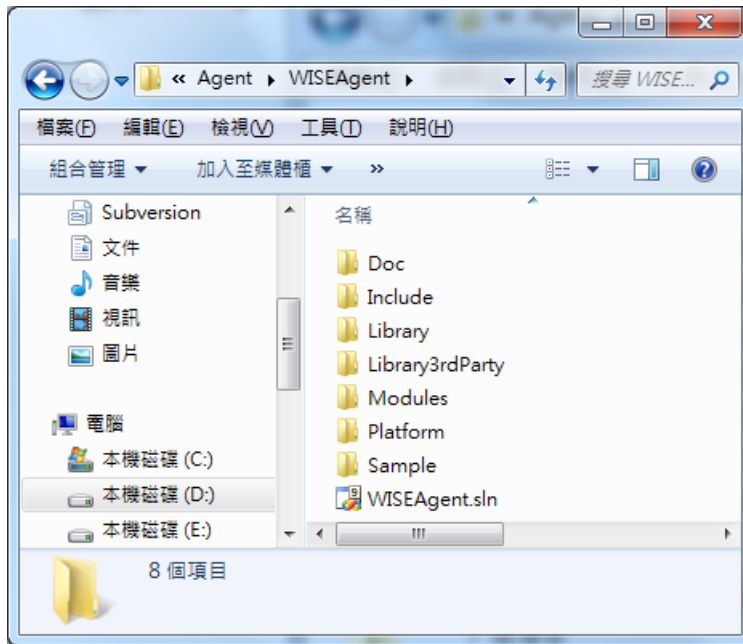 « Agent ▸ WISEAgent ▸
搜尋 WISE...
檔案(F) 編輯(E) 檢視(V) 工具(T) 說明(H)
組合管理 加入至媒體櫃 »
Subversion
文件
音樂
視訊
圖片
電腦
本機磁碟 (C:)
本機磁碟 (D:)
本機磁碟 (E:)
名稱
Doc
Include
Library
Library3rdParty
Modules
Platform
Sample
WISEAgent.sln
8 個項目